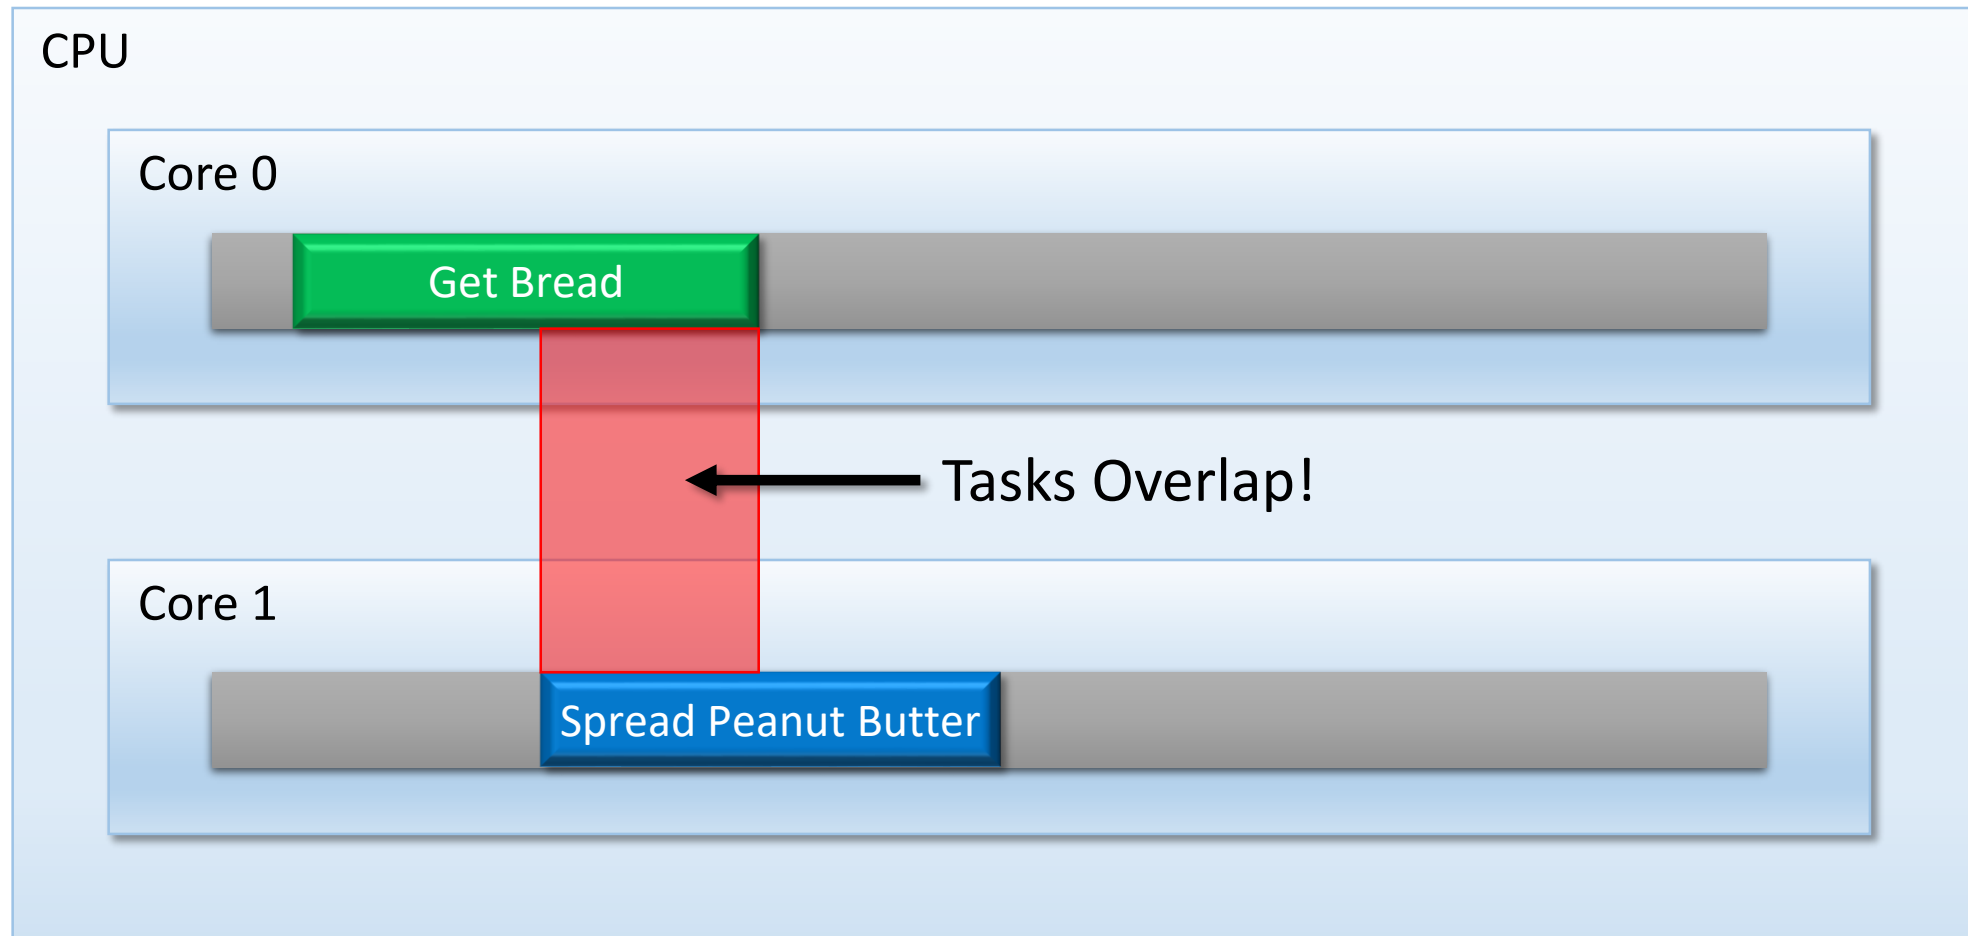 CPU
Core 0
Get Bread
Tasks Overlap!
Core 1
Spread Peanut Butter